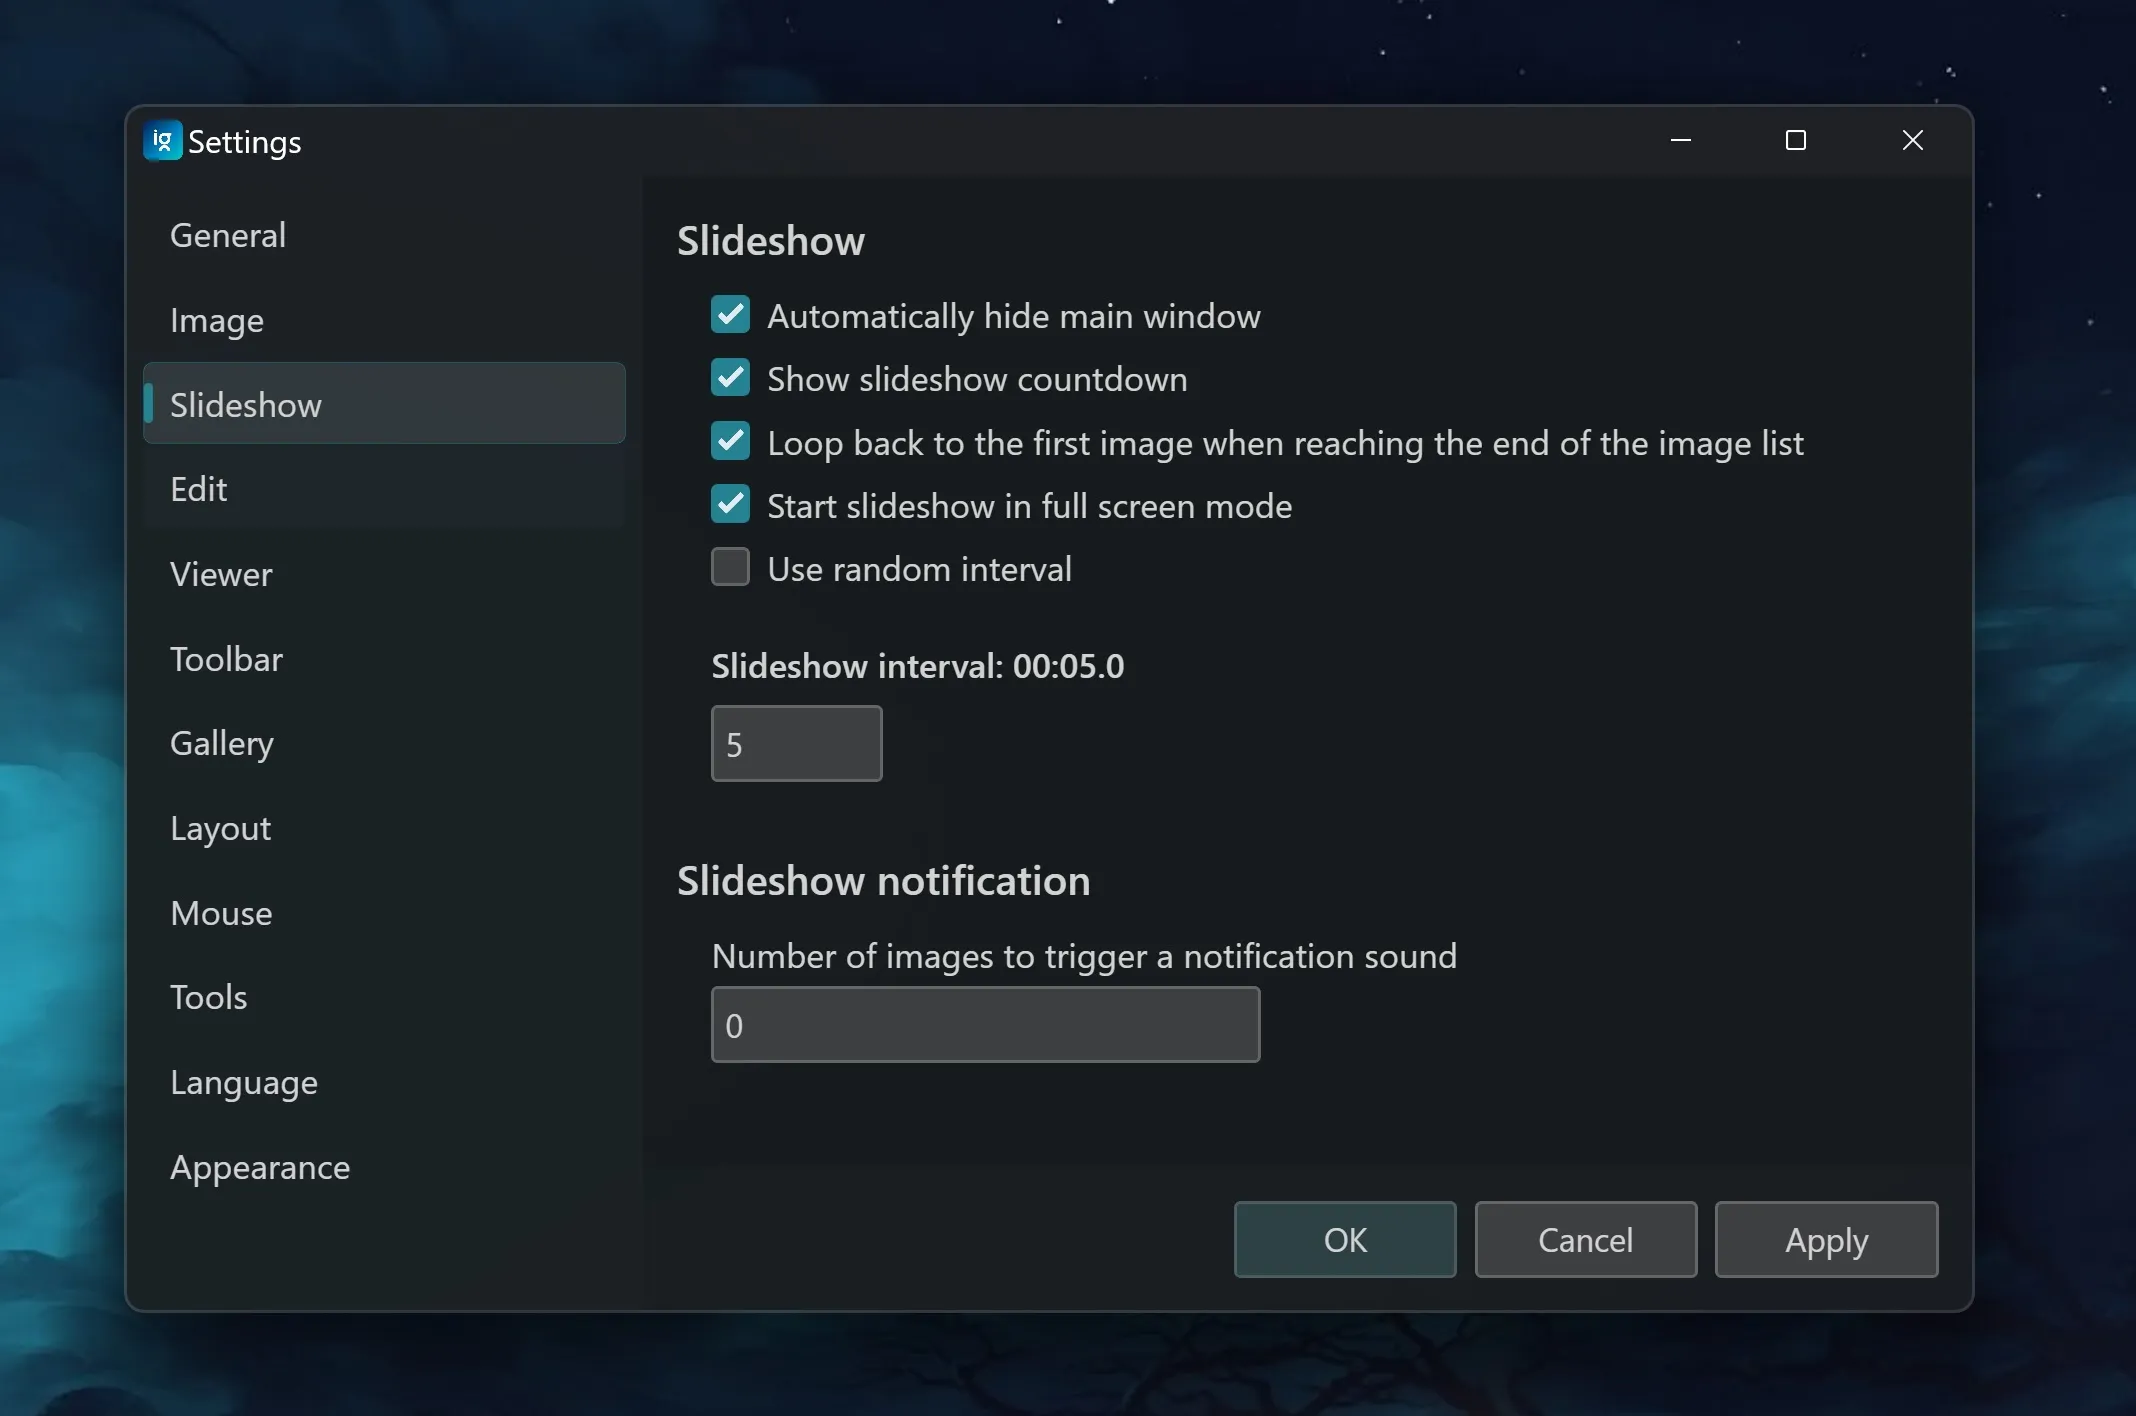 ig Settings
General
Image
Slideshow
Edit
Viewer
Toolbar
Gallery
Layout
Mouse
Tools
Language
Appearance
Slideshow
Automatically hide main window
Show slideshow countdown
Loop back to the first image when reaching the end of the image list
Start slideshow in full screen mode
Use random interval
Slideshow interval: 00:05.0
5
Slideshow notification
Number of images to trigger a notification sound
0
OK Cancel Apply